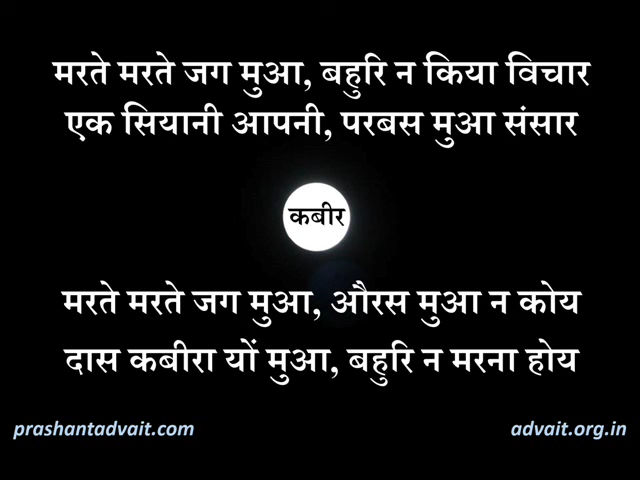 मरते मरते जग मुआ, बहुरि न किया विचार
एक सियानी आपनी, परबस मुआ संसार
कबीर
मरते मरते जग मुआ, औरस मुआ न कोय
दास कबीरा यों मुआ, बहुरि न मरना होय
prashantadvait.com
advait.org.in